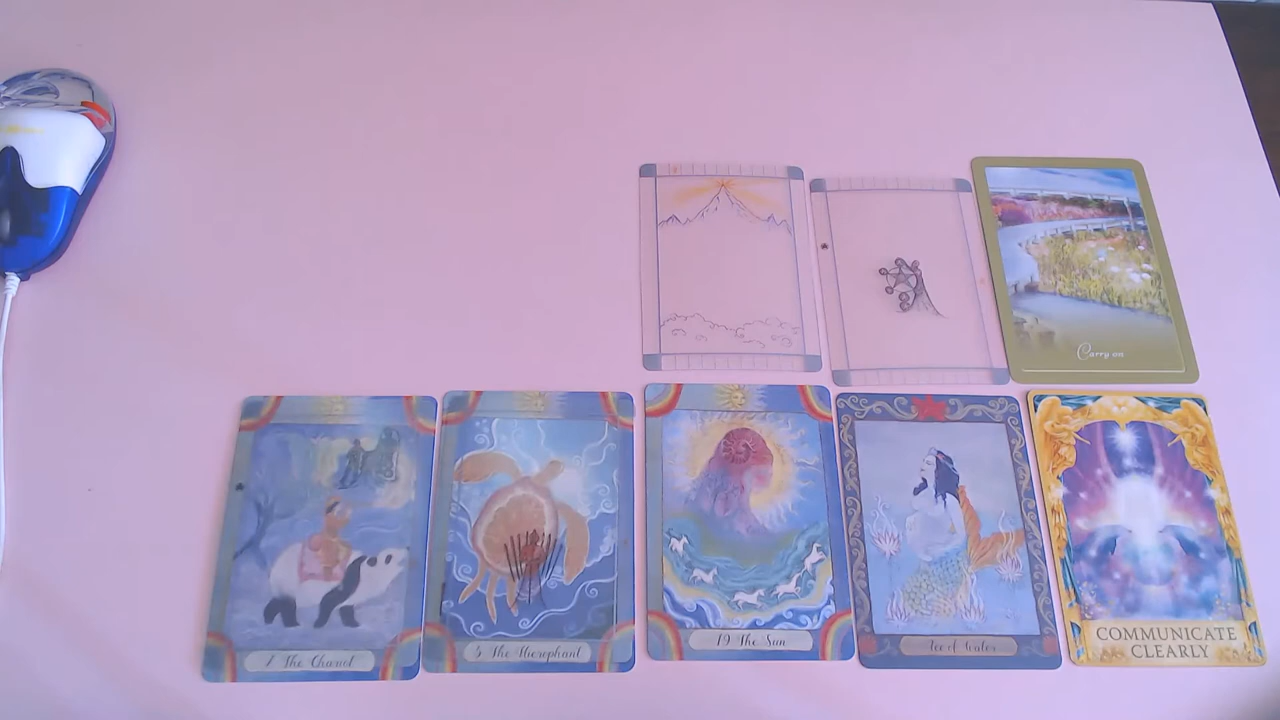 Carry on
7 The Chariot
5 The Hierophant
19 The Sun
Ace of Water
COMMUNICATE
CLEARLY